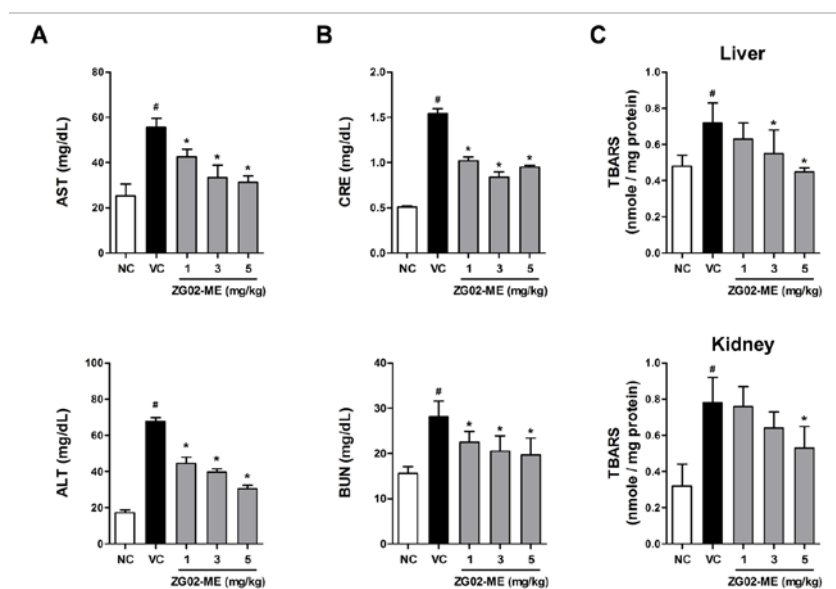 A
B
C
Liver
AST (mg/dL)
80
60
40
20
0
#
*
*
*
NC VC 1 3 5
ZG02-ME (mg/kg)
CRE (mg/dL)
2.0
1.5
1.0
0.5
0.0
#
*
*
*
NC VC 1 3 5
ZG02-ME (mg/kg)
TBARS
(nmole / mg protein)
1.0
0.8
0.6
0.4
0.2
0.0
#
*
*
NC VC 1 3 5
ZG02-ME (mg/kg)
ALT (mg/dL)
100
80
60
40
20
0
#
*
*
*
NC VC 1 3 5
ZG02-ME (mg/kg)
BUN (mg/dL)
40
30
20
10
0
#
*
*
*
NC VC 1 3 5
ZG02-ME (mg/kg)
Kidney
TBARS
(nmole / mg protein)
1.0
0.8
0.6
0.4
0.2
0.0
#
*
NC VC 1 3 5
ZG02-ME (mg/kg)